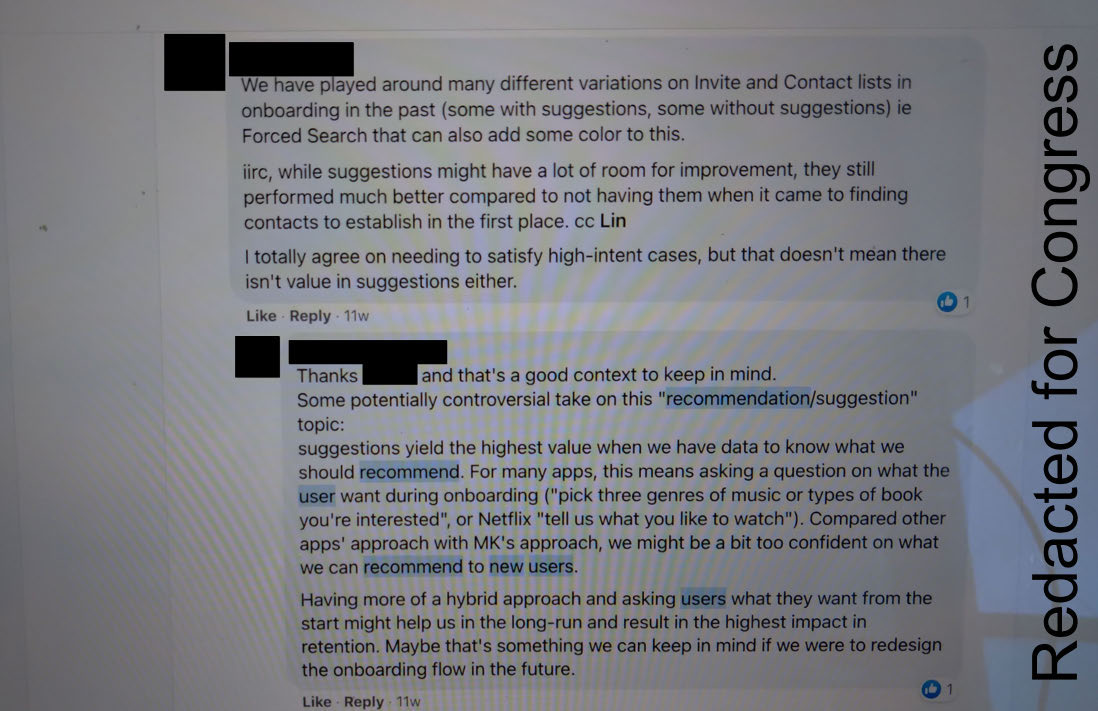 We have played around many different variations on Invite and Contact lists in
onboarding in the past (some with suggestions, some without suggestions) ie
Forced Search that can also add some color to this.
iirc, while suggestions might have a lot of room for improvement, they still
performed much better compared to not having them when it came to finding
contacts to establish in the first place. cc Lin
I totally agree on needing to satisfy high-intent cases, but that doesn't mean there
isn't value in suggestions either.
1
Like · Reply · 11w
Thanks and that's a good context to keep in mind.
Some potentially controversial take on this "recommendation/suggestion"
topic:
suggestions yield the highest value when we have data to know what we
should recommend. For many apps, this means asking a question on what the
user want during onboarding ("pick three genres of music or types of book
you're interested", or Netflix "tell us what you like to watch"). Compared other
apps' approach with MK's approach, we might be a bit too confident on what
we can recommend to new users.
Having more of a hybrid approach and asking users what they want from the
start might help us in the long-run and result in the highest impact in
retention. Maybe that's something we can keep in mind if we were to redesign
the onboarding flow in the future.
1
Like · Reply · 11w
Redacted for Congress